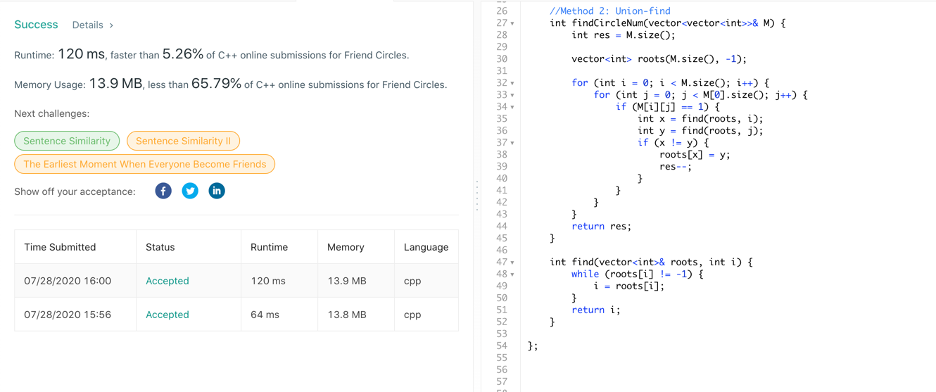 Success Details >
Runtime: 120 ms, faster than 5.26% of C++ online submissions for Friend Circles.
Memory Usage: 13.9 MB, less than 65.79% of C++ online submissions for Friend Circles.
Next challenges:
Sentence Similarity Sentence Similarity II
The Earliest Moment When Everyone Become Friends
Show off your acceptance:
Time Submitted Status Runtime Memory Language
07/28/2020 16:00 Accepted 120 ms 13.9 MB cpp
07/28/2020 15:56 Accepted 64 ms 13.8 MB cpp
26 //Method 2: Union-find
27 int findCircleNum(vector<vector<int>>& M) {
28 int res = M.size();
29
30 vector<int> roots(M.size(), -1);
31
32 for (int i = 0; i < M.size(); i++) {
33 for (int j = 0; j < M[0].size(); j++) {
34 if (M[i][j] == 1) {
35 int x = find(roots, i);
36 int y = find(roots, j);
37 if (x != y) {
38 roots[x] = y;
39 res--;
40 }
41 }
42 }
43 }
44 return res;
45 }
46
47 int find(vector<int>& roots, int i) {
48 while (roots[i] != -1) {
49 i = roots[i];
50 }
51 return i;
52 }
53
54 };
55
56
57